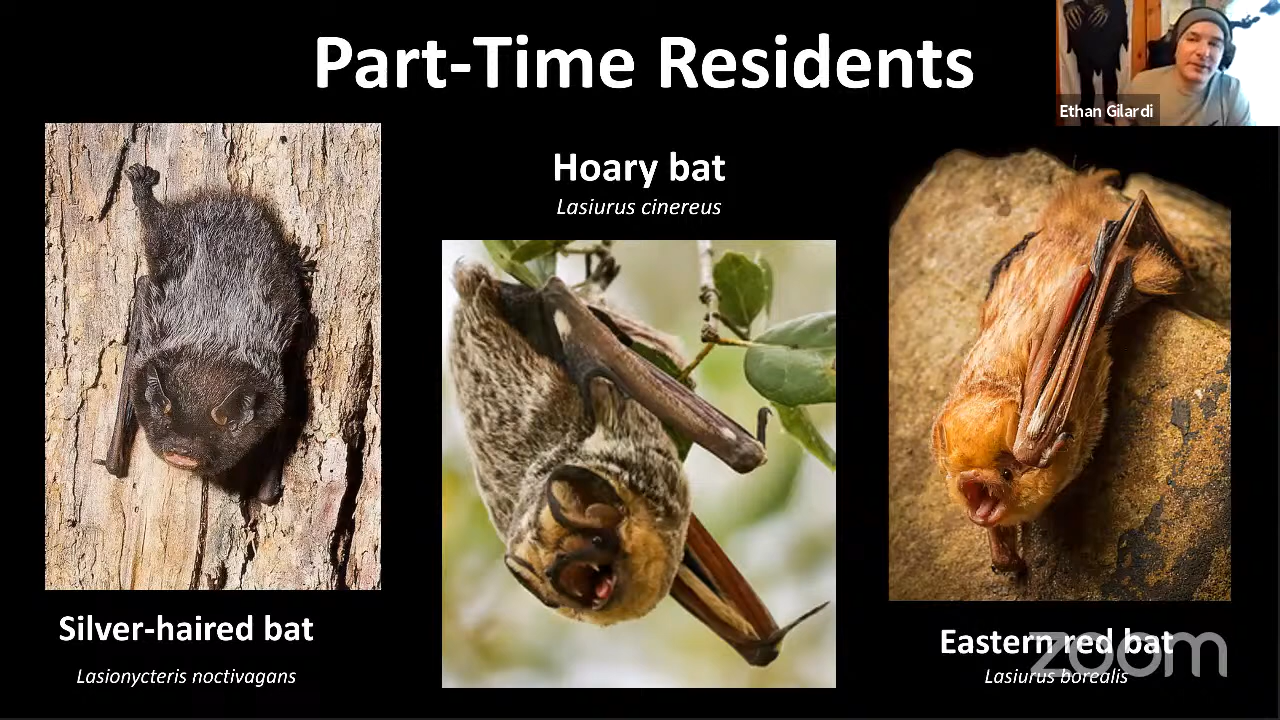 Part-Time Residents
Ethan Gilardi
Hoary bat
Lasiurus cinereus
Silver-haired bat
Lasionycteris noctivagans
Eastern red bat
Lasiurus borealis
zoom